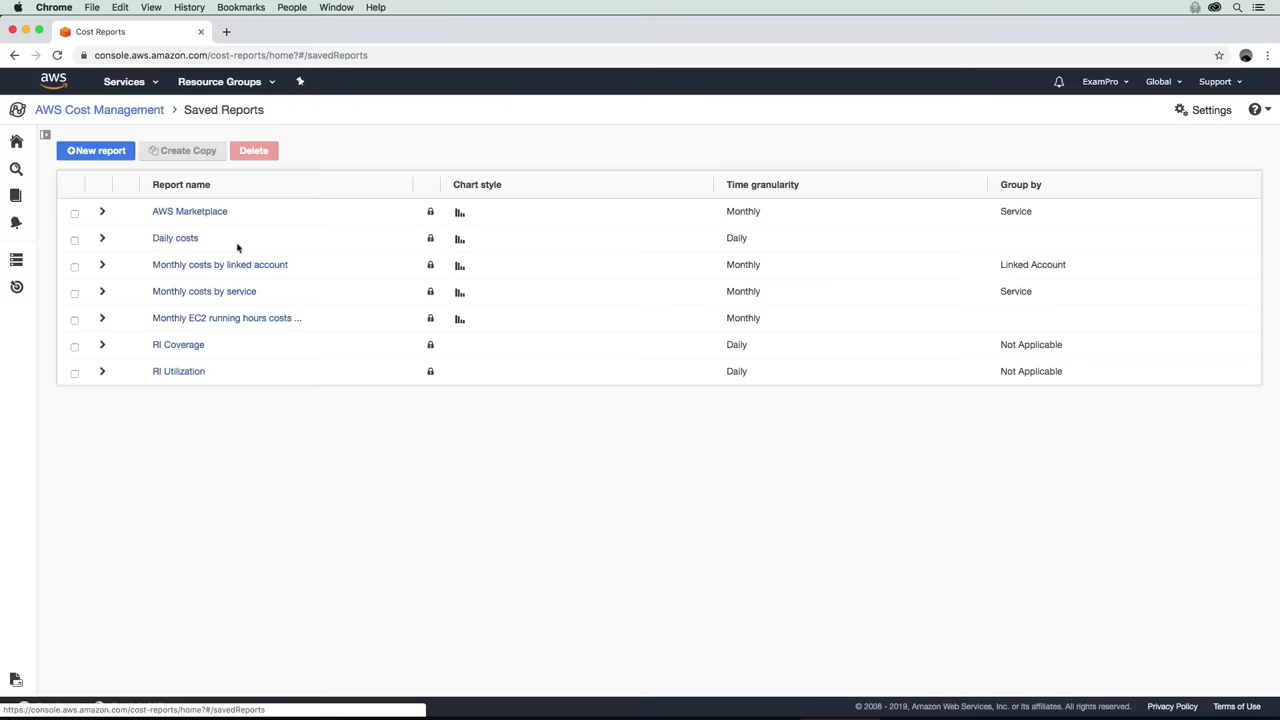 Chrome File Edit View History Bookmarks People Window Help
Cost Reports
console.aws.amazon.com/cost-reports/home?#/savedReports
aws Services Resource Groups ExamPro Global Support
AWS Cost Management > Saved Reports Settings
New report Create Copy Delete
Report name Chart style Time granularity Group by
AWS Marketplace Monthly Service
Daily costs Daily
Monthly costs by linked account Monthly Linked Account
Monthly costs by service Monthly Service
Monthly EC2 running hours costs ... Monthly
RI Coverage Daily Not Applicable
RI Utilization Daily Not Applicable
https://console.aws.amazon.com/cost-reports/home?#/savedReports © 2008 - 2019, Amazon Web Services, Inc. or its affiliates. All rights reserved. Privacy Policy Terms of Use